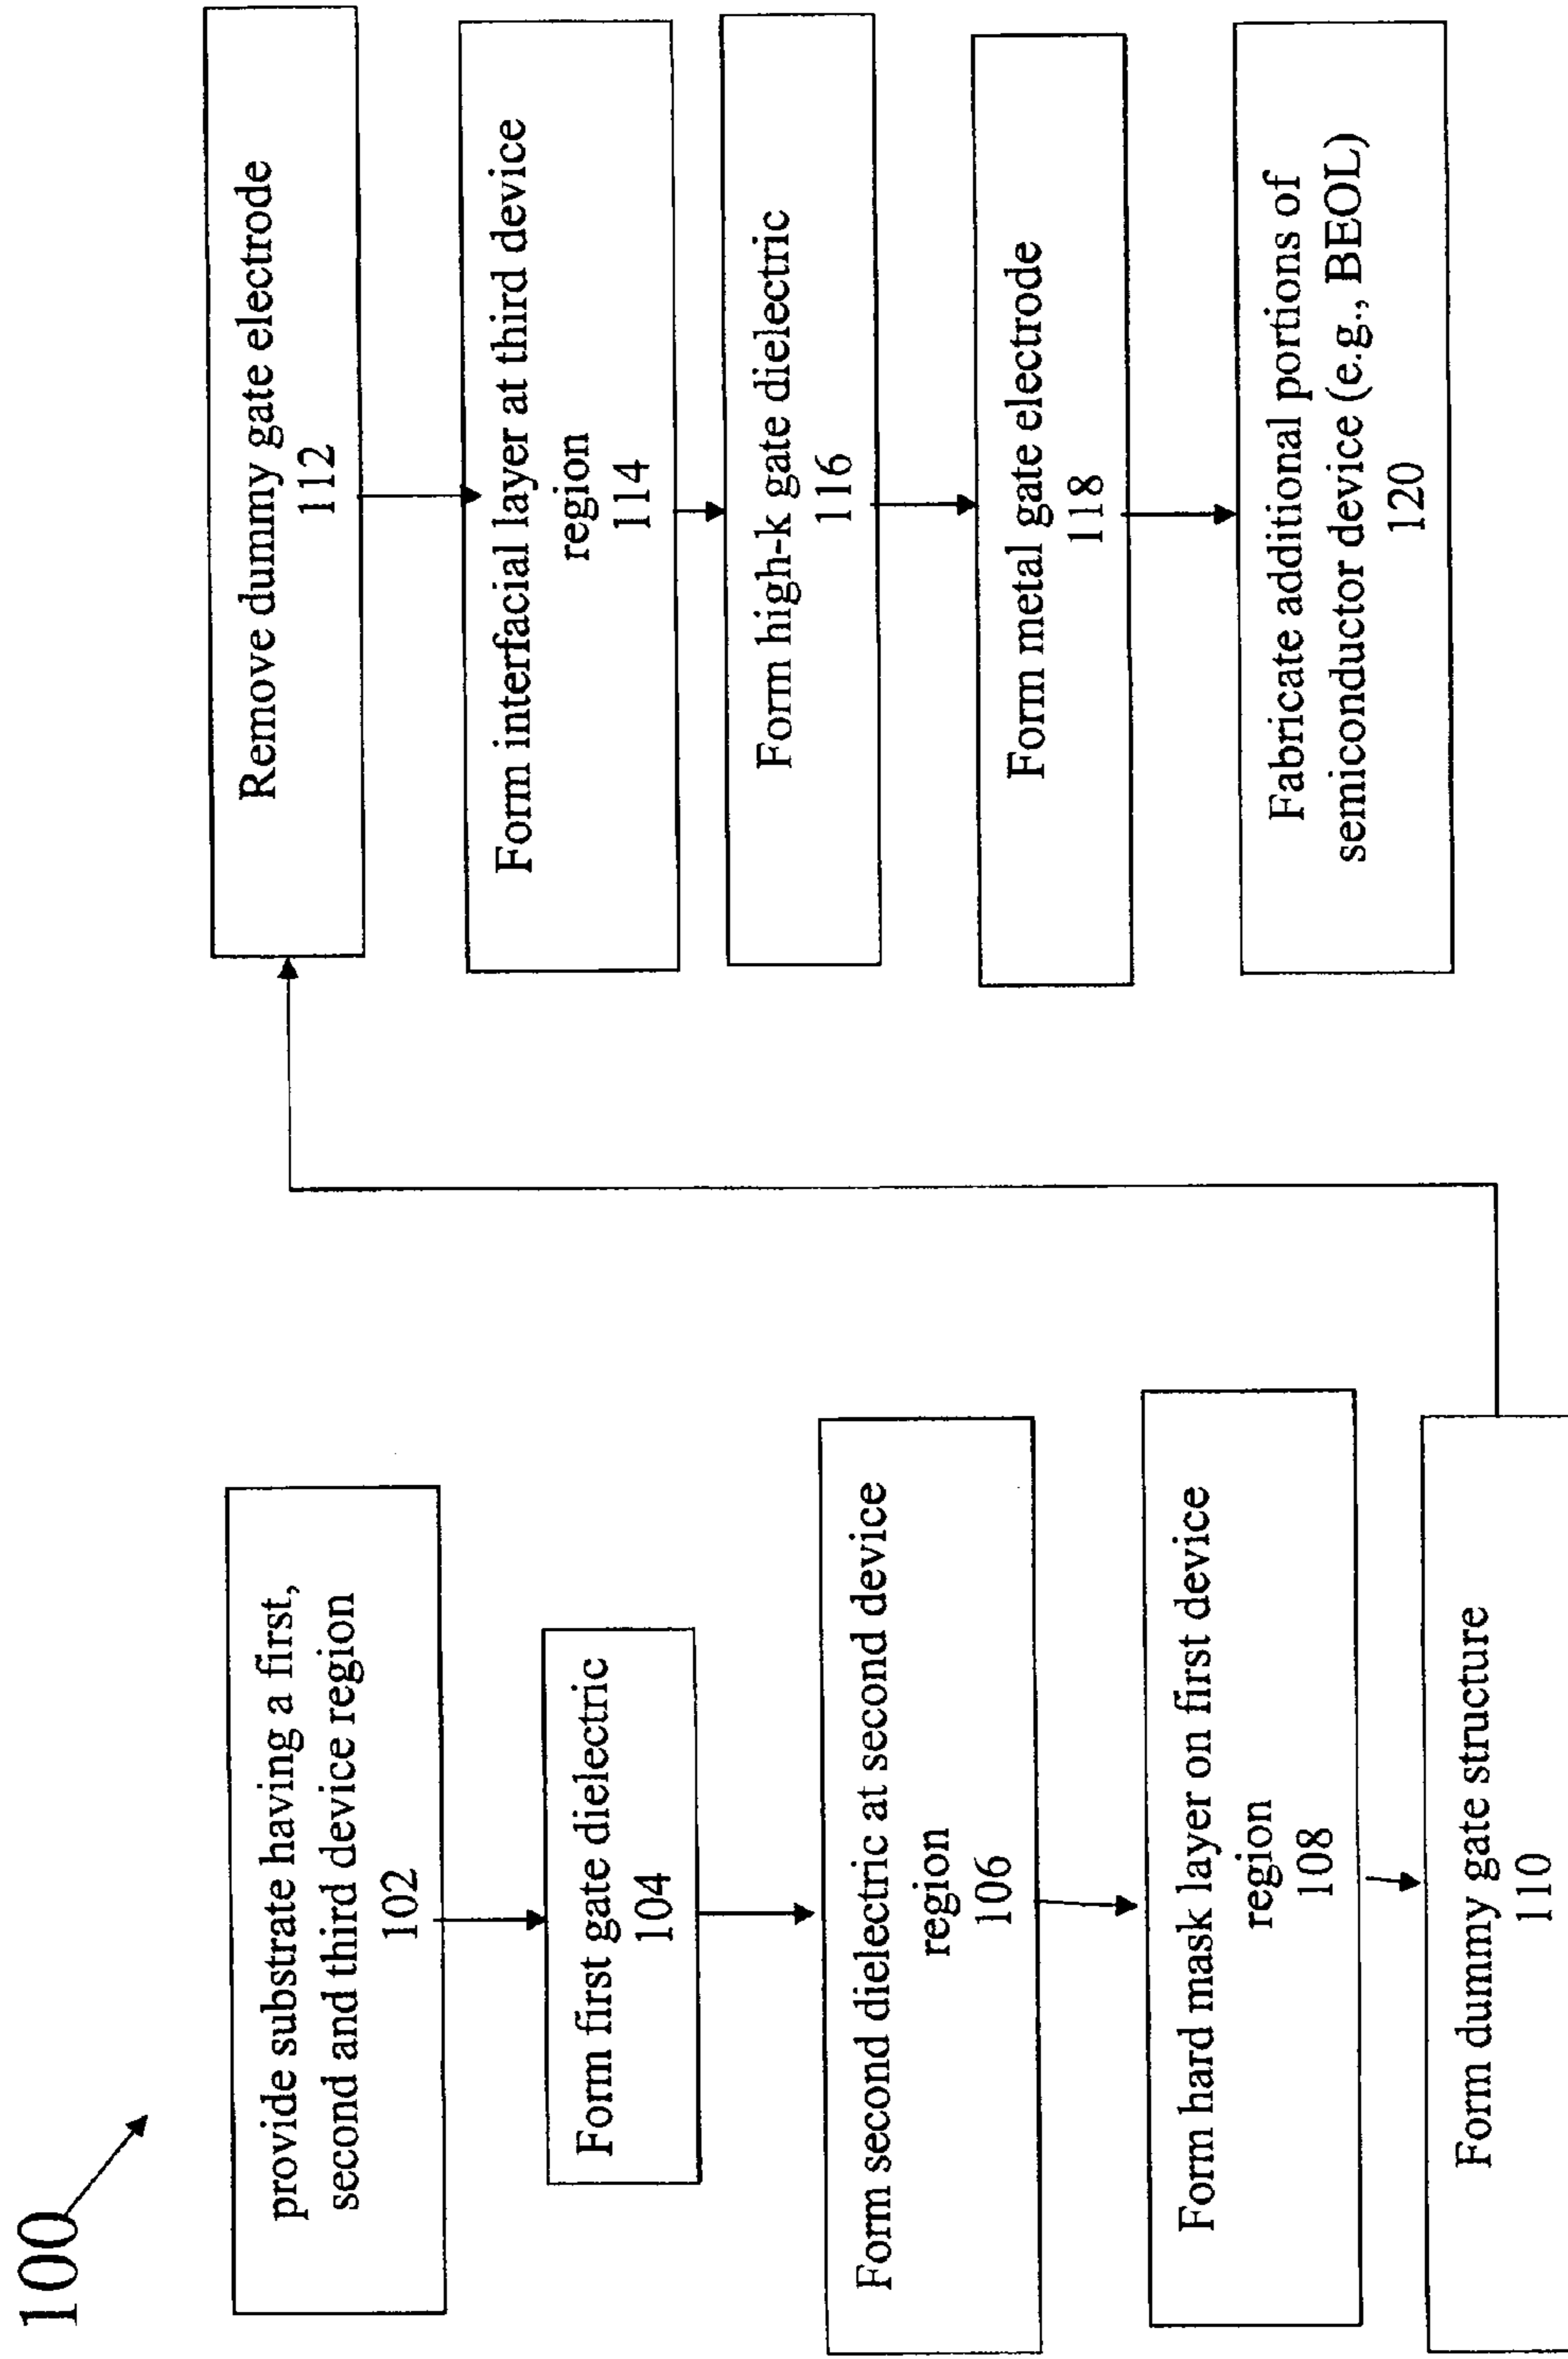 100
provide substrate having a first,
second and third device region
102
Form first gate dielectric
104
Form second dielectric at second device
region
106
Form hard mask layer on first device
region
108
Form dummy gate structure
110
Remove dummy gate electrode
112
Form interfacial layer at third device
region
114
Form high-k gate dielectric
116
Form metal gate electrode
118
Fabricate additional portions of
semiconductor device (e.g., BEOL)
120